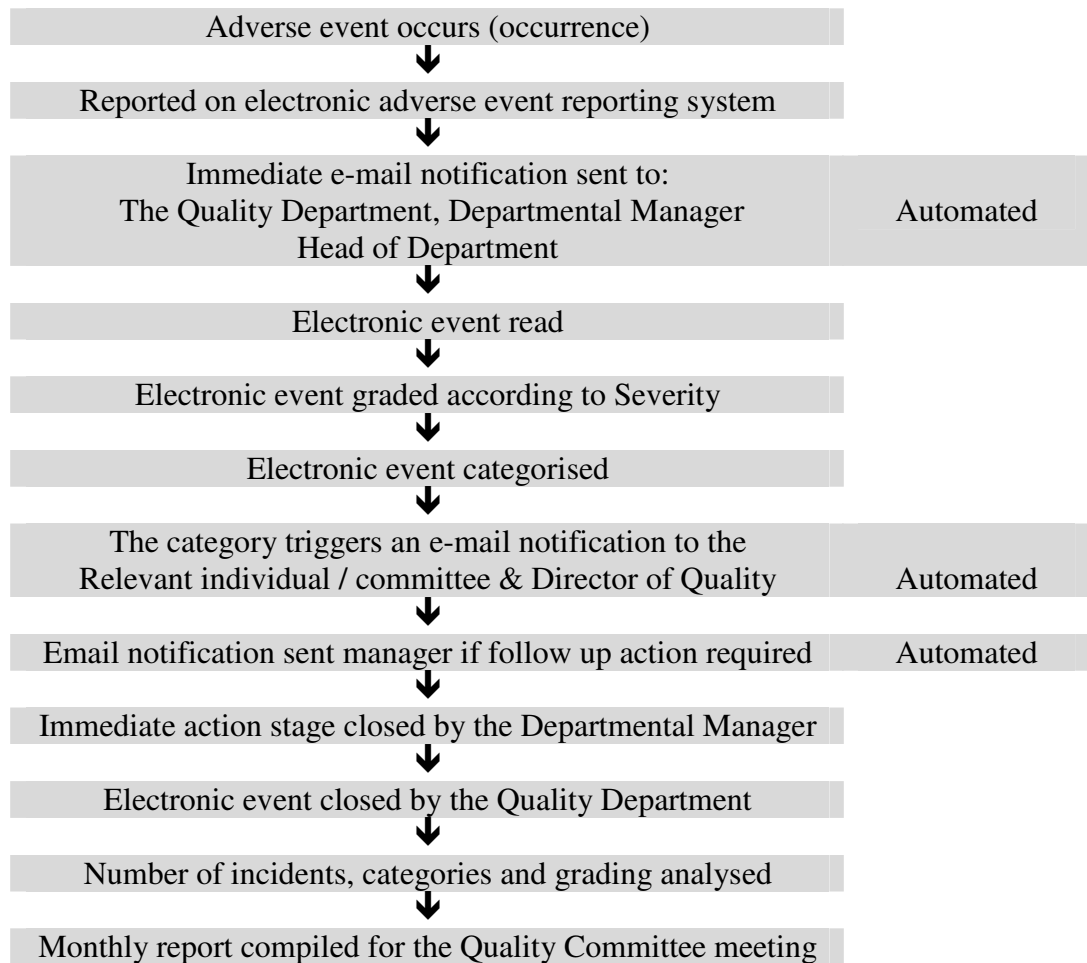 Adverse event occurs (occurrence)
Reported on electronic adverse event reporting system
Immediate e-mail notification sent to:
The Quality Department, Departmental Manager Automated
Head of Department
Electronic event read
Electronic event graded according to Severity
Electronic event categorised
The category triggers an e-mail notification to the
Relevant individual / committee & Director of Quality Automated
Email notification sent manager if follow up action required Automated
Immediate action stage closed by the Departmental Manager
Electronic event closed by the Quality Department
Number of incidents, categories and grading analysed
Monthly report compiled for the Quality Committee meeting